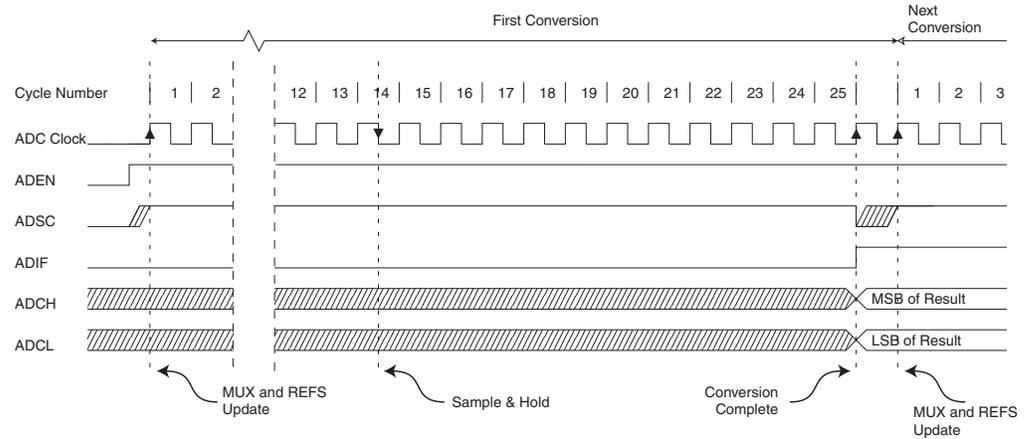 First Conversion
Next
Conversion
Cycle Number 1 2 12 13 14 15 16 17 18 19 20 21 22 23 24 25 1 2 3
ADC Clock
ADEN
ADSC
ADIF
ADCH MSB of Result
ADCL LSB of Result
MUX and REFS
Update
Sample & Hold
Conversion
Complete
MUX and REFS
Update